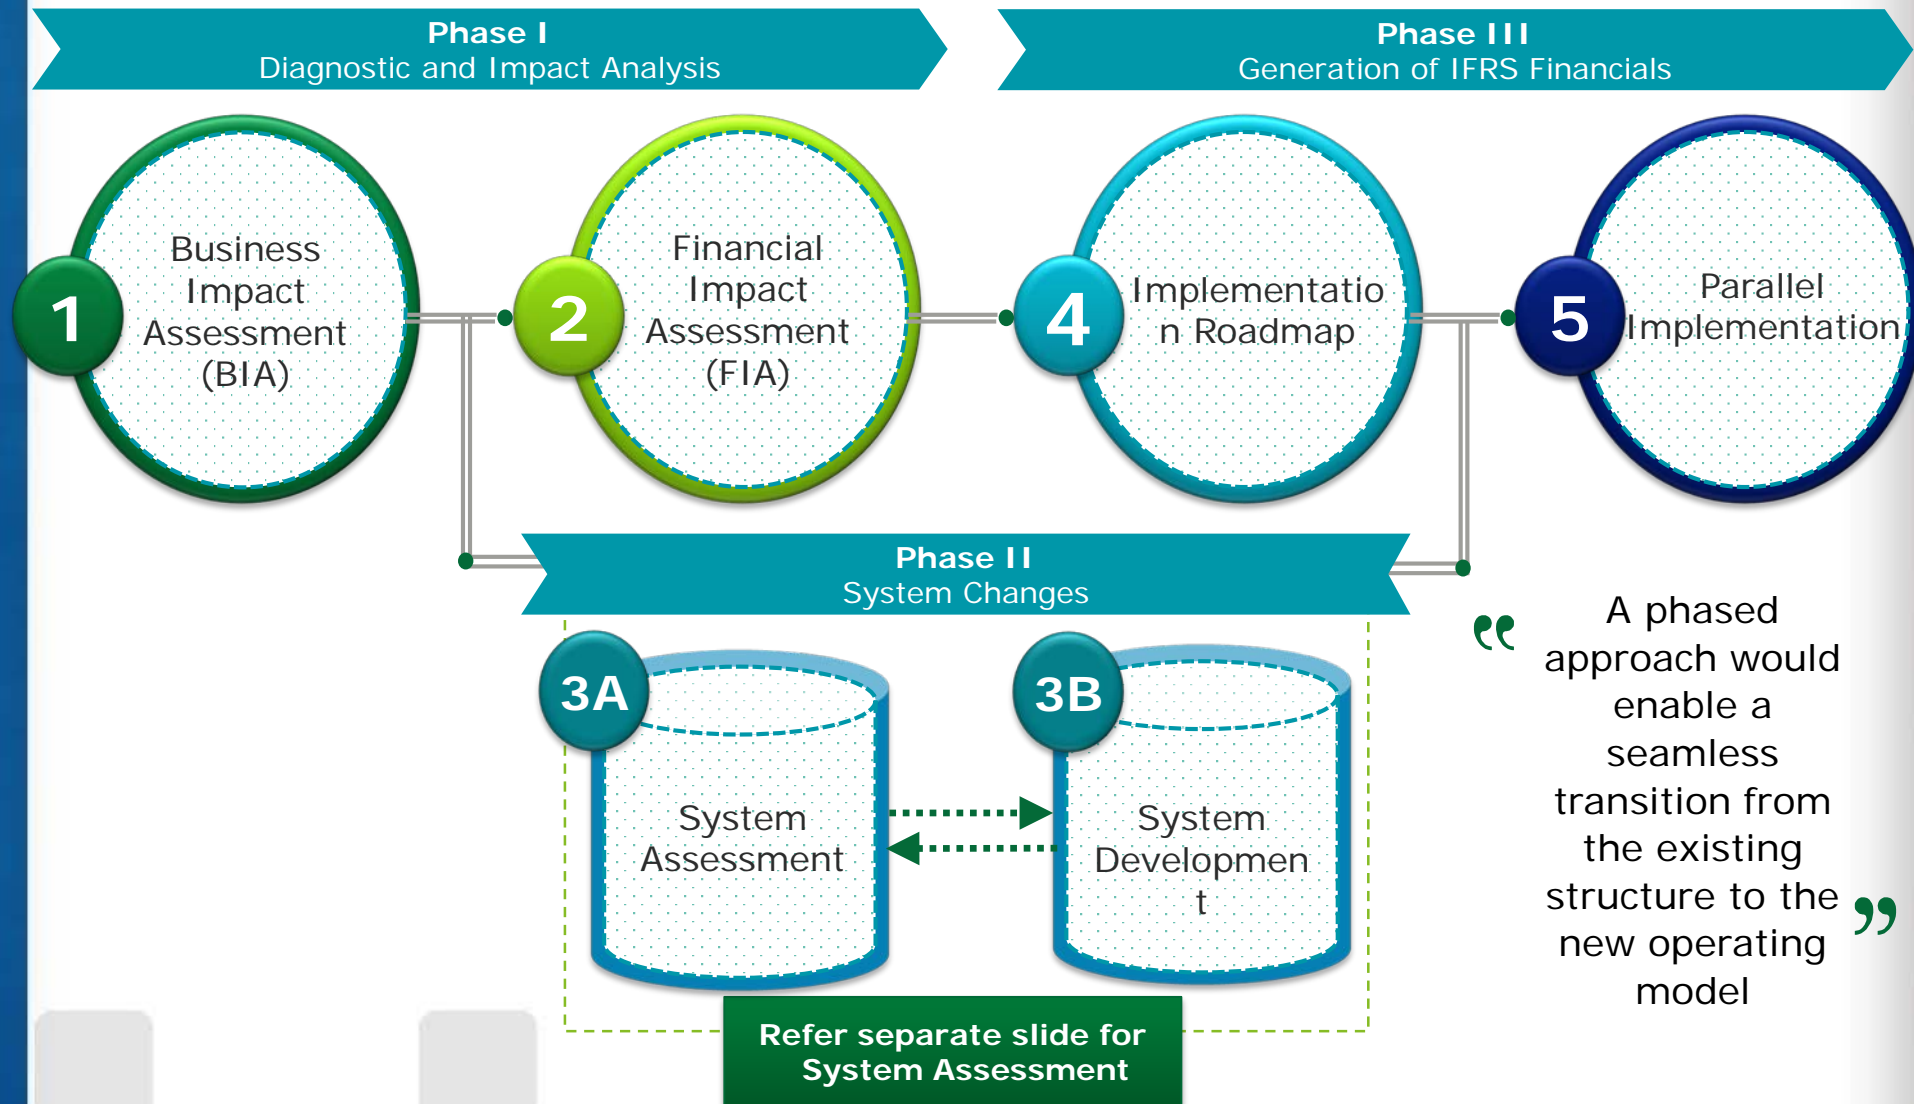 Phase I
Diagnostic and Impact Analysis
Phase III
Generation of IFRS Financials
1
Business
Impact
Assessment
(BIA)
2
Financial
Impact
Assessment
(FIA)
4
Implementatio
n Roadmap
5
Parallel
Implementation
Phase II
System Changes
3A
System
Assessment
3B
System
Developmen
t
Refer separate slide for
System Assessment
“
A phased
approach would
enable a
seamless
transition from
the existing
structure to the
new operating
model
”